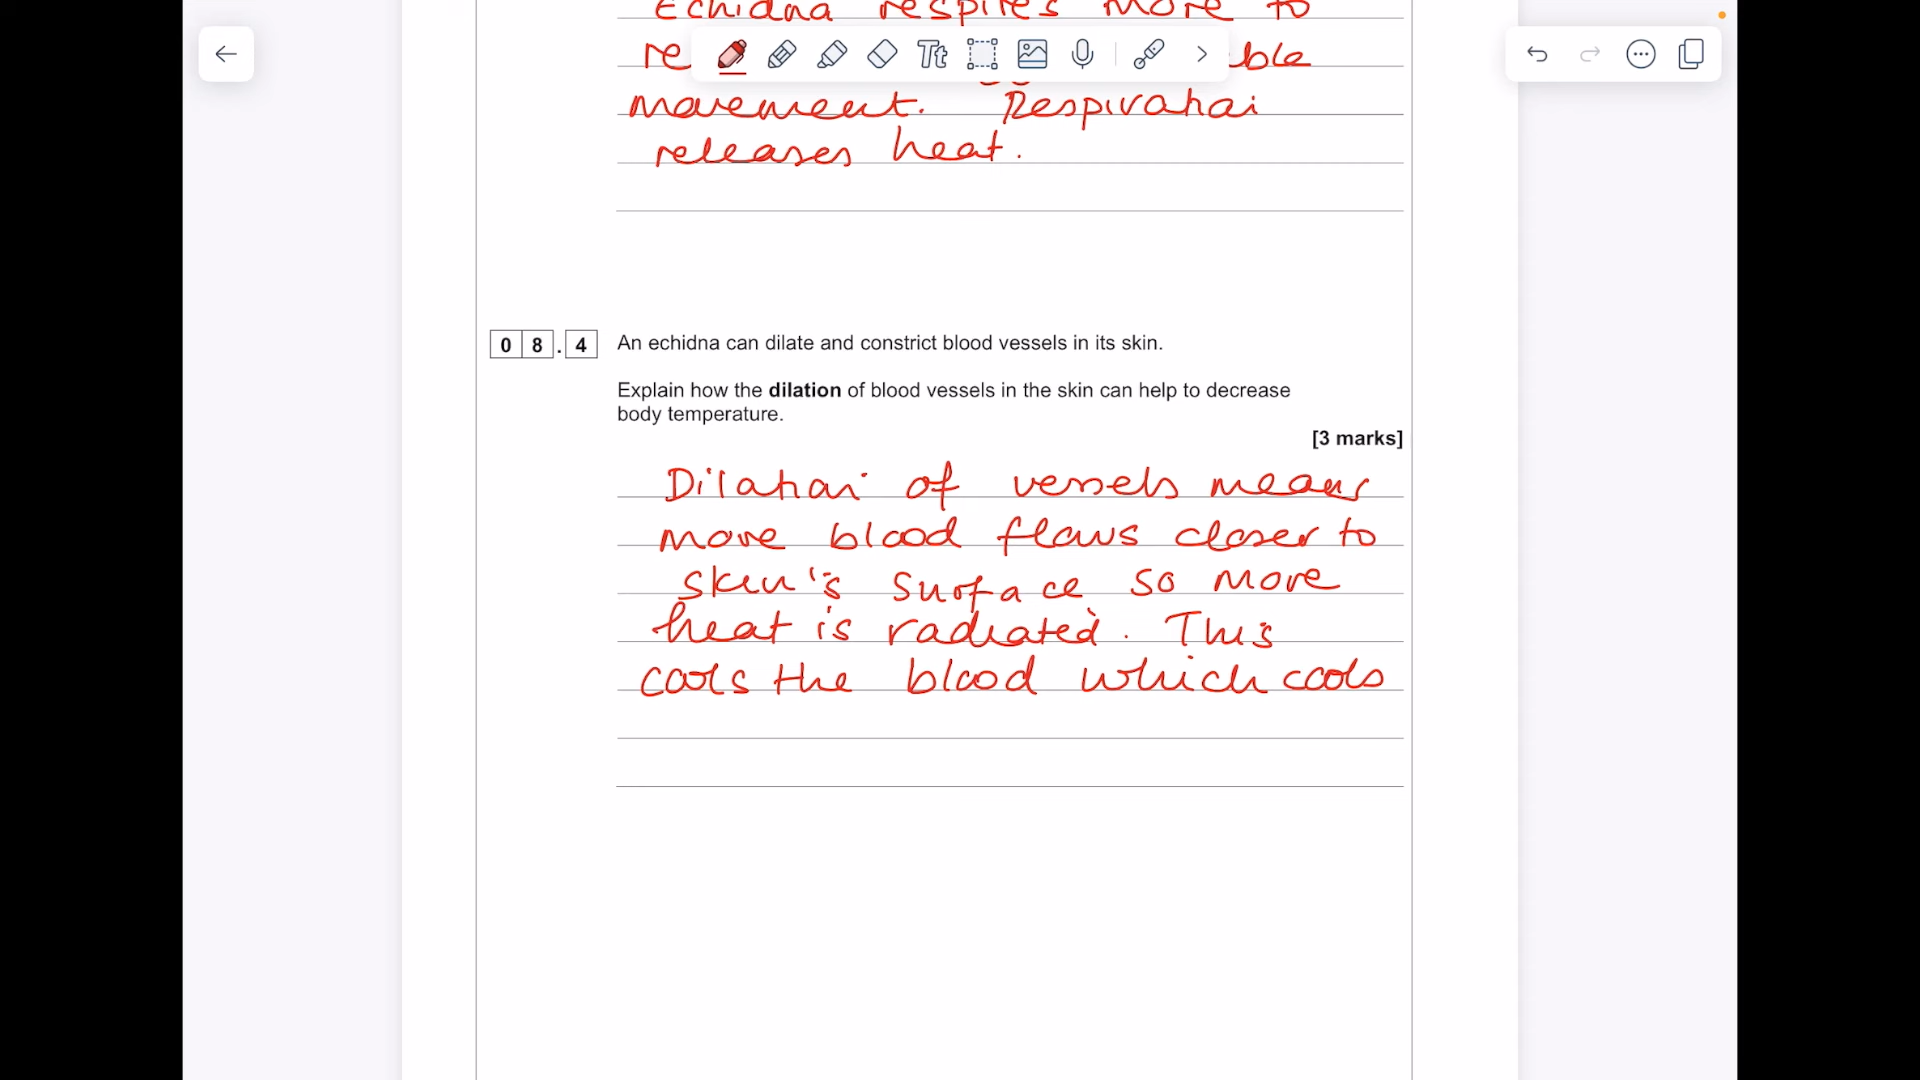 Echidna respires more to
re ble
movement. Respiration
releases heat.
08.4 An echidna can dilate and constrict blood vessels in its skin.
Explain how the dilation of blood vessels in the skin can help to decrease
body temperature.
[3 marks]
Dilation of vessels means
more blood flows closer to
skin's surface so more
heat is radiated. This
cools the blood which cools